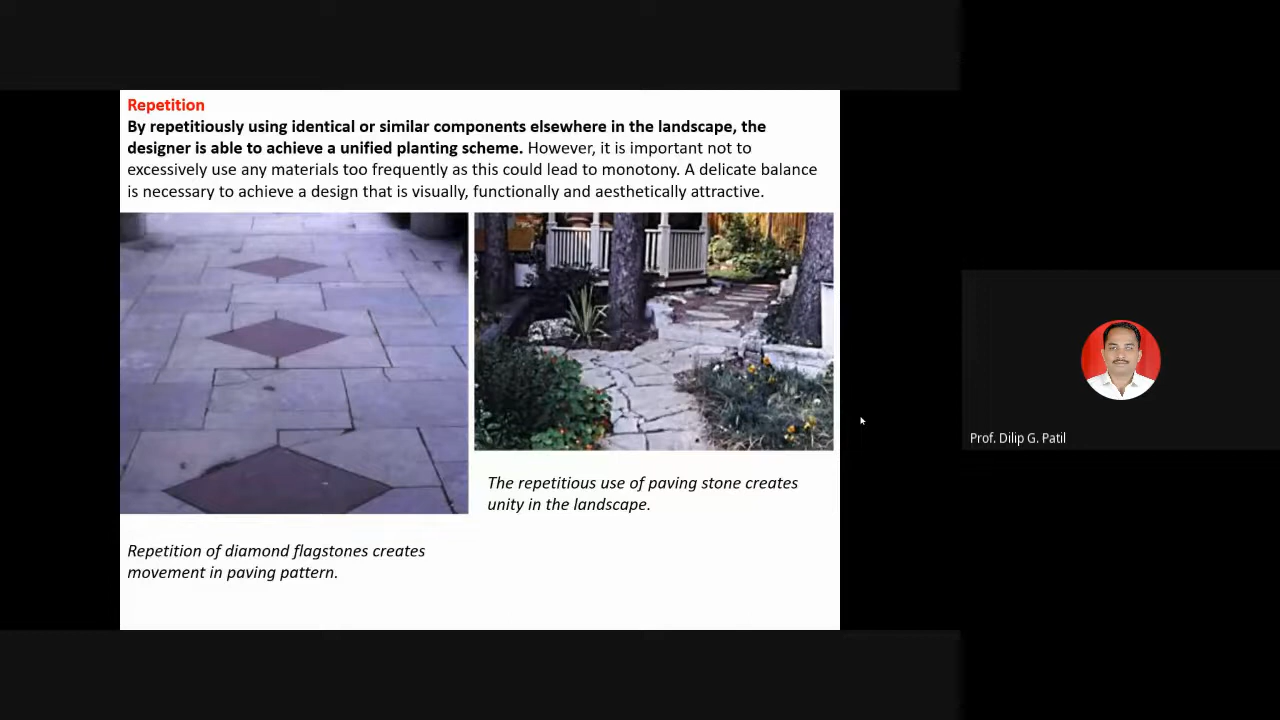 Repetition
By repetitiously using identical or similar components elsewhere in the landscape, the
designer is able to achieve a unified planting scheme. However, it is important not to
excessively use any materials too frequently as this could lead to monotony. A delicate balance
is necessary to achieve a design that is visually, functionally and aesthetically attractive.
The repetitious use of paving stone creates
unity in the landscape.
Repetition of diamond flagstones creates
movement in paving pattern.
Prof. Dilip G. Patil